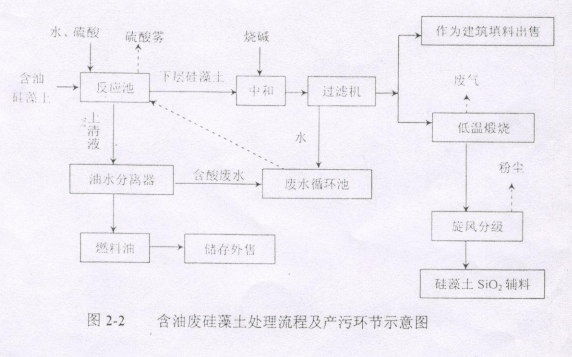 水、硫酸
硫酸雾
烧碱
作为建筑填料出售
含油
硅藻土
反应池
下层硅藻土
中和
过滤机
废气
低温煅烧
上清液
水
粉尘
油水分离器
含酸废水
废水循环池
旋风分级
燃料油
储存外售
硅藻土 SiO2 辅料
图 2-2 含油废硅藻土处理流程及产污环节示意图